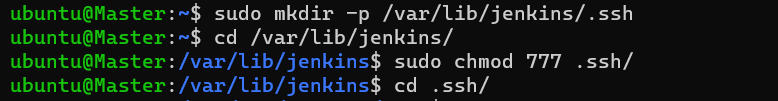 ubuntu@Master:~$ sudo mkdir -p /var/lib/jenkins/.ssh
ubuntu@Master:~$ cd /var/lib/jenkins/
ubuntu@Master:/var/lib/jenkins$ sudo chmod 777 .ssh/
ubuntu@Master:/var/lib/jenkins$ cd .ssh/